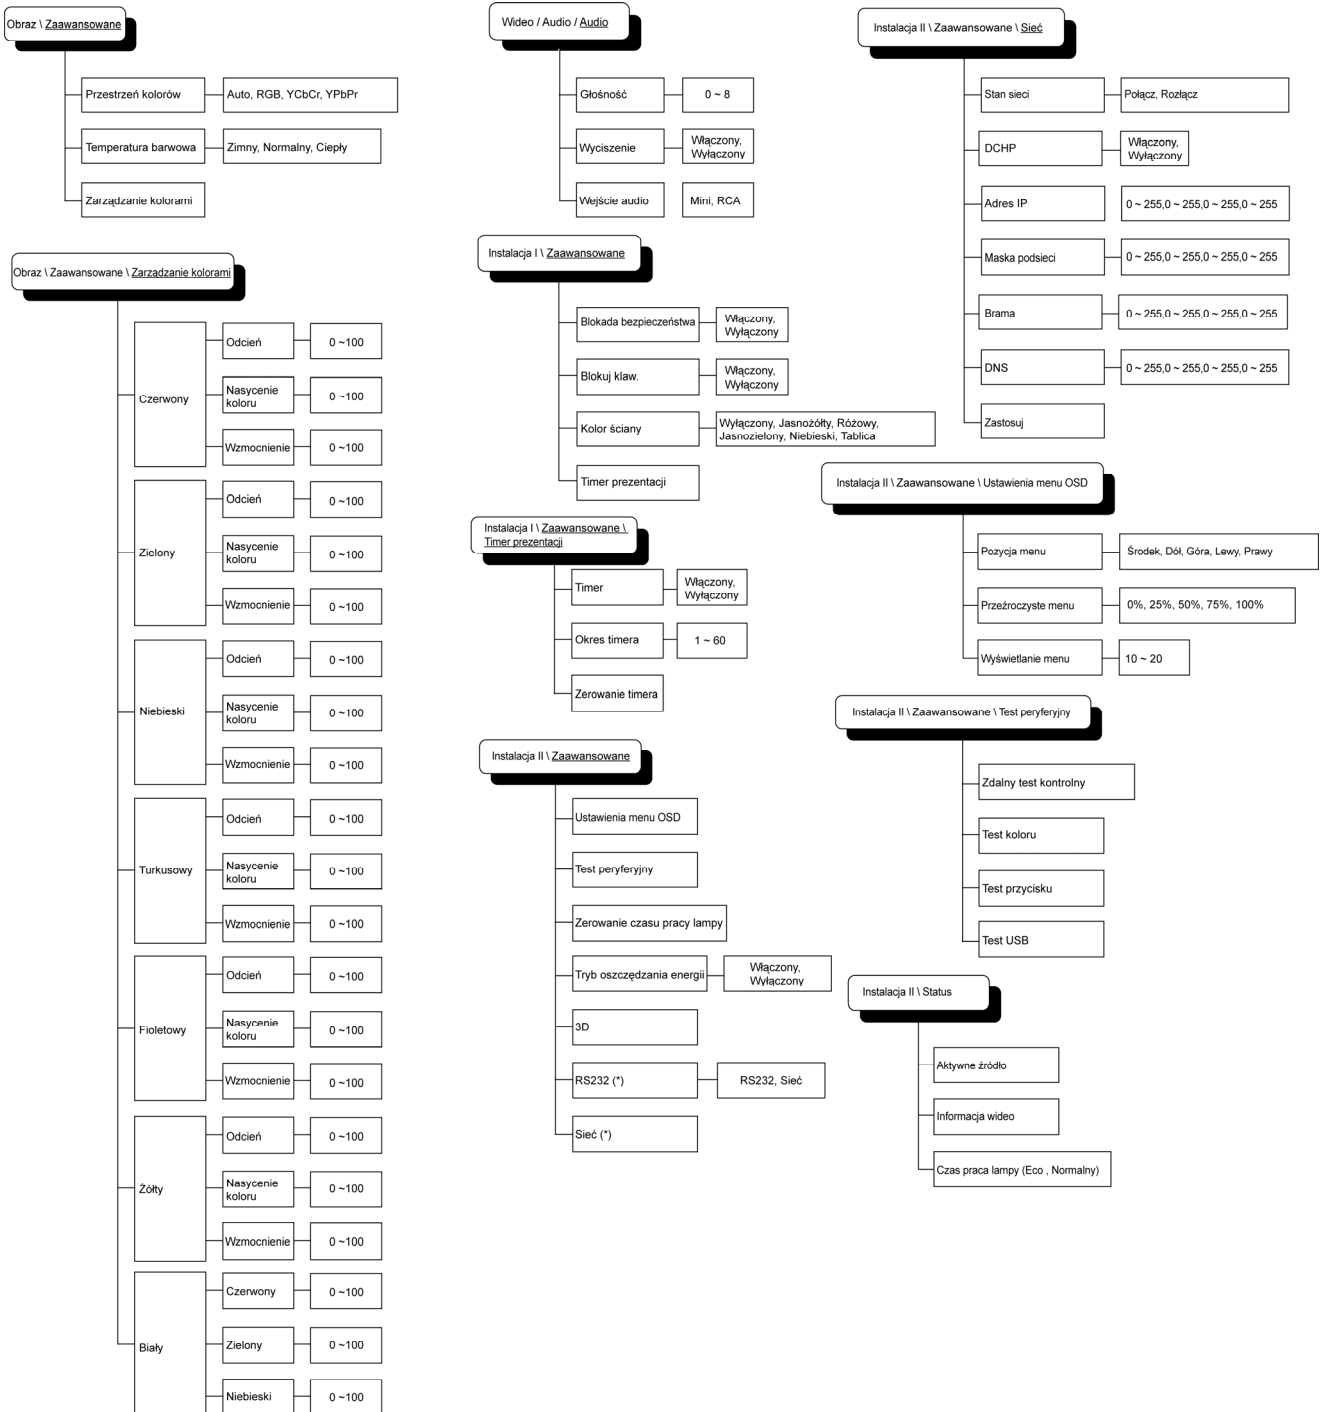 Obraz \ Zaawansowane
Przestrzeń kolorów
Auto, RGB, YCbCr, YPbPr
Temperatura barwowa
Zimny, Normalny, Ciepły
Zarządzanie kolorami
Obraz \ Zaawansowane \ Zarządzanie kolorami
Czerwony
Odcień
0 ~100
Nasycenie
koloru
0 ~100
Wzmocnienie
0 ~100
Zielony
Odcień
0 ~100
Nasycenie
koloru
0 ~100
Wzmocnienie
0 ~100
Niebieski
Odcień
0 ~100
Nasycenie
koloru
0 ~100
Wzmocnienie
0 ~100
Turkusowy
Odcień
0 ~100
Nasycenie
koloru
0 ~100
Wzmocnienie
0 ~100
Fioletowy
Odcień
0 ~100
Nasycenie
koloru
0 ~100
Wzmocnienie
0 ~100
Żółty
Odcień
0 ~100
Nasycenie
koloru
0 ~100
Wzmocnienie
0 ~100
Biały
Czerwony
0 ~100
Zielony
0 ~100
Niebieski
0 ~100
Wideo / Audio / Audio
Głośność
0 ~ 8
Wyciszenie
Włączony,
Wyłączony
Wejście audio
Mini, RCA
Instalacja I \ Zaawansowane
Blokada bezpieczeństwa
Włączony,
Wyłączony
Blokuj klaw.
Włączony,
Wyłączony
Kolor ściany
Wyłączony, Jasnożółty, Różowy,
Jasnozielony, Niebieski, Tablica
Timer prezentacji
Instalacja I \ Zaawansowane \
Timer prezentacji
Timer
Włączony,
Wyłączony
Okres timera
1 ~ 60
Zerowanie timera
Instalacja II \ Zaawansowane
Ustawienia menu OSD
Test peryferyjny
Zerowanie czasu pracy lampy
Tryb oszczędzania energii
Włączony,
Wyłączony
3D
RS232 (*)
RS232, Sieć
Sieć (*)
Instalacja II \ Zaawansowane \ Sieć
Stan sieci
Połącz, Rozłącz
DCHP
Włączony,
Wyłączony
Adres IP
0 ~ 255,0 ~ 255,0 ~ 255,0 ~ 255
Maska podsieci
0 ~ 255,0 ~ 255,0 ~ 255,0 ~ 255
Brama
0 ~ 255,0 ~ 255,0 ~ 255,0 ~ 255
DNS
0 ~ 255,0 ~ 255,0 ~ 255,0 ~ 255
Zastosuj
Instalacja II \ Zaawansowane \ Ustawienia menu OSD
Pozycja menu
Środek, Dół, Góra, Lewy, Prawy
Przeźroczyste menu
0%, 25%, 50%, 75%, 100%
Wyświetlanie menu
10 ~ 20
Instalacja II \ Zaawansowane \ Test peryferyjny
Zdalny test kontrolny
Test koloru
Test przycisku
Test USB
Instalacja II \ Status
Aktywne źródło
Informacja wideo
Czas praca lampy (Eco , Normalny)